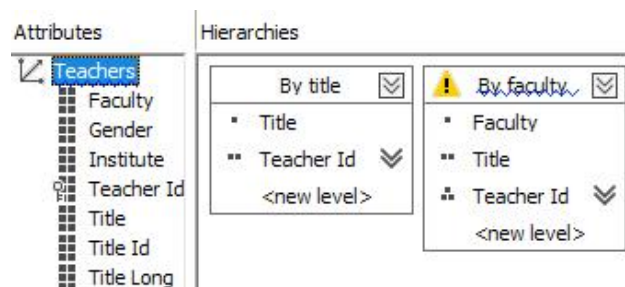 Attributes
Teachers
Faculty
Gender
Institute
Teacher Id
Title
Title Id
Title Long
Hierarchies
By title
Title
Teacher Id
<new level>
By faculty
Faculty
Title
Teacher Id
<new level>